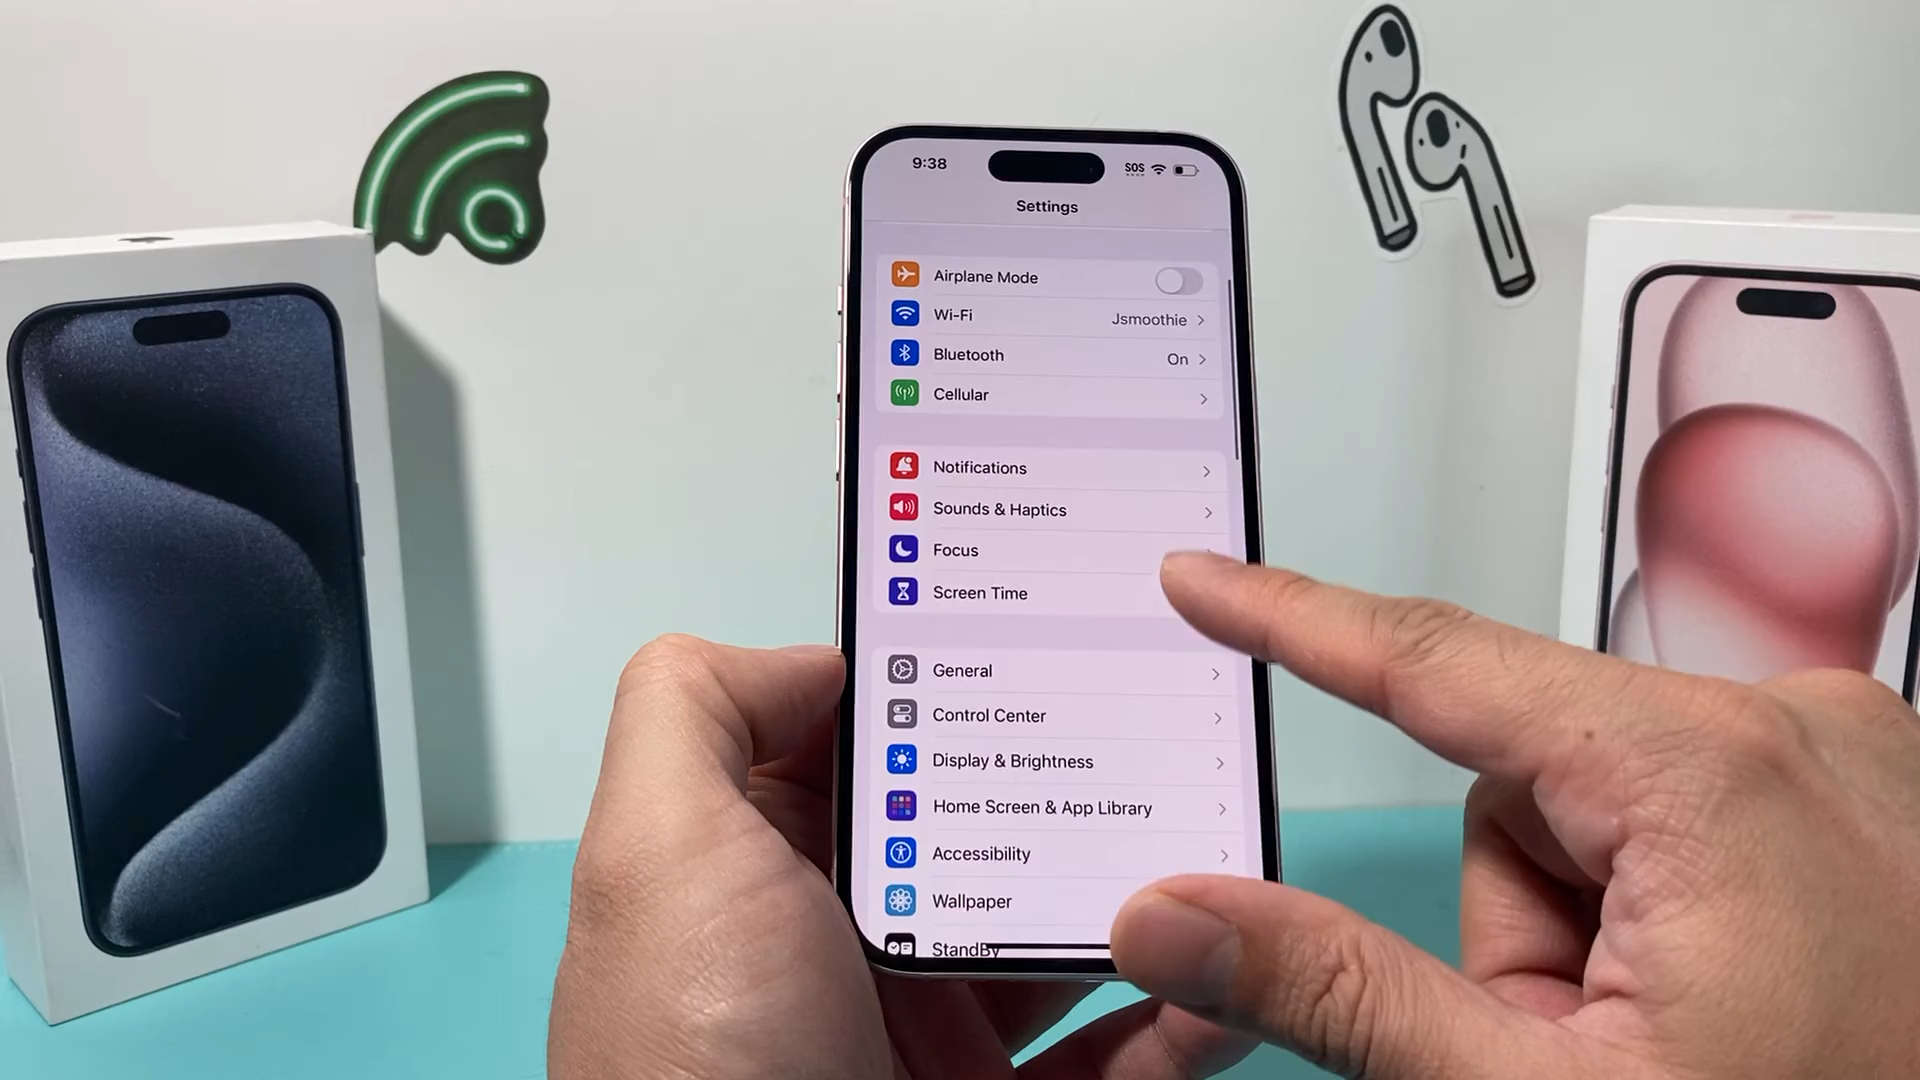 9:38
SOS
Settings
Airplane Mode
Wi-Fi Jsmoothie
Bluetooth On
Cellular
Notifications
Sounds & Haptics
Focus
Screen Time
General
Control Center
Display & Brightness
Home Screen & App Library
Accessibility
Wallpaper
StandBy